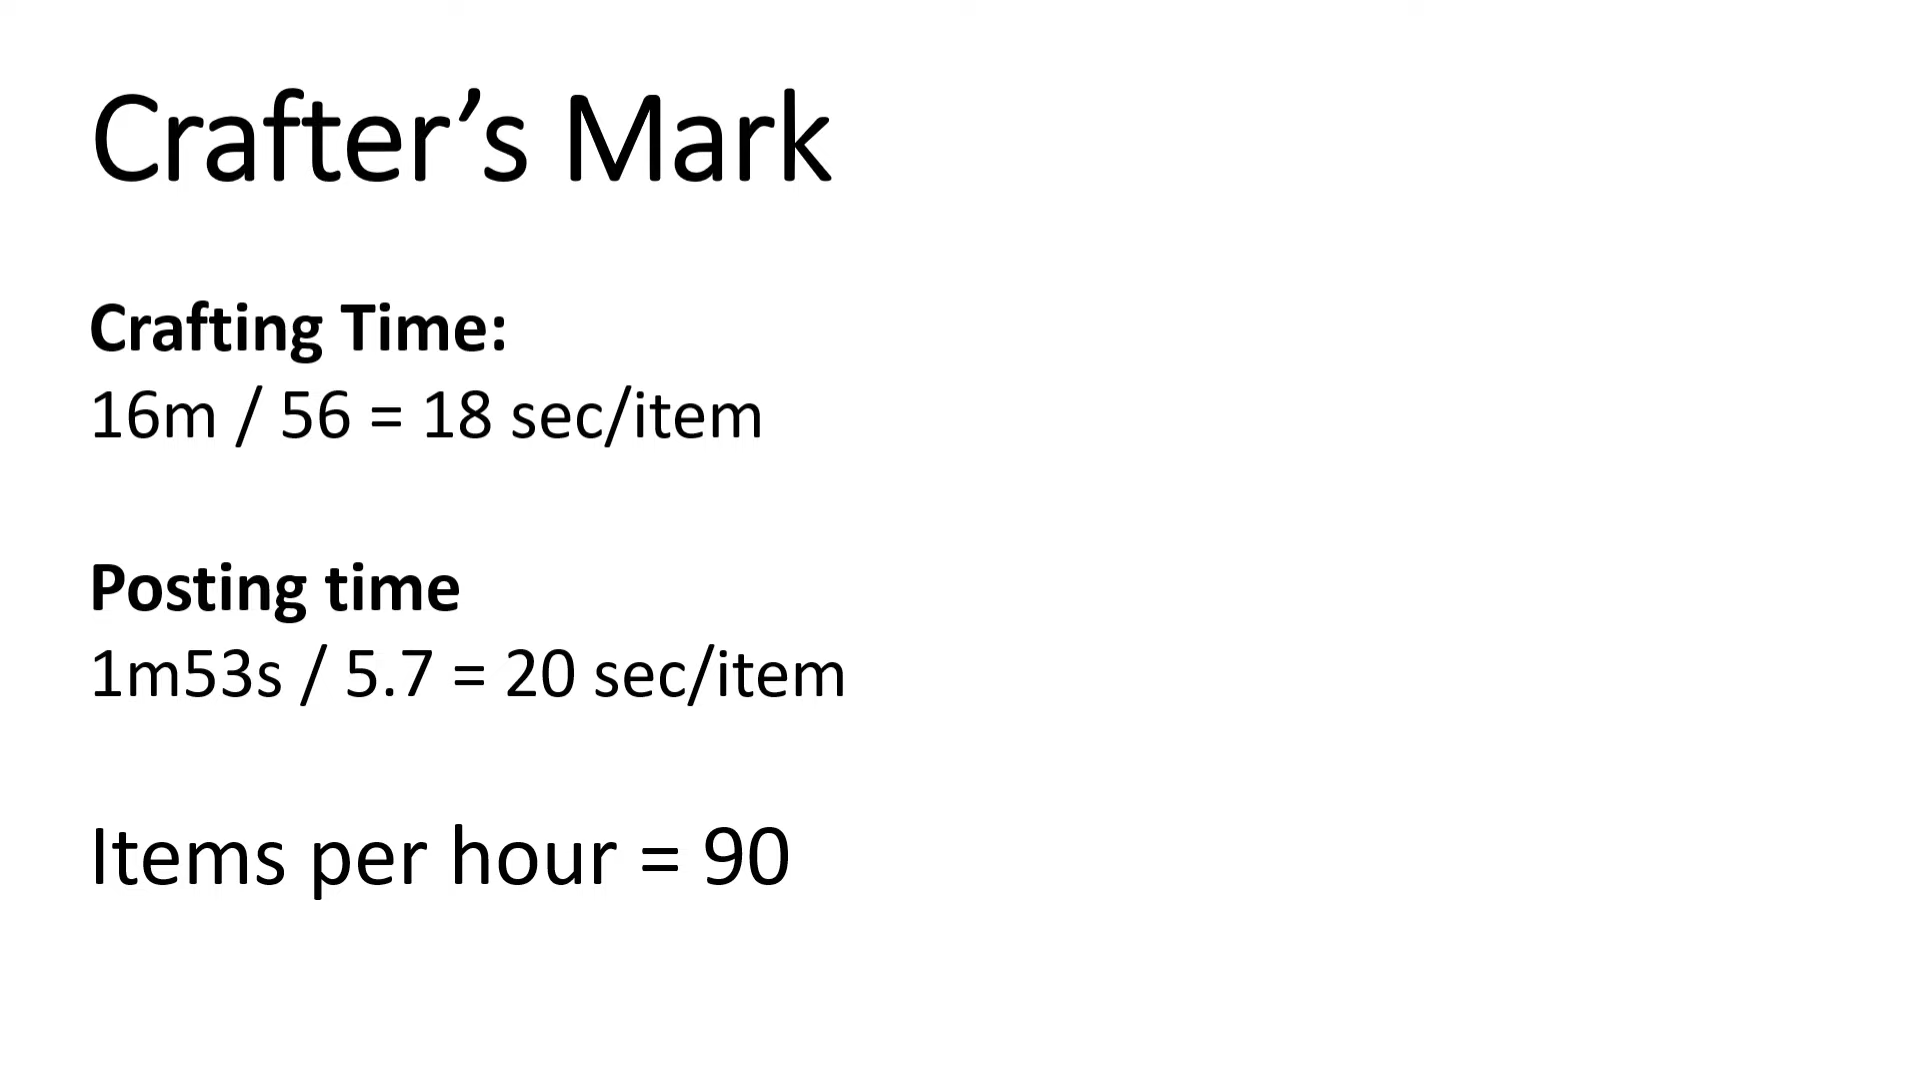 Crafter’s Mark
Crafting Time:
16m / 56 = 18 sec/item
Posting time
1m53s / 5.7 = 20 sec/item
Items per hour = 90